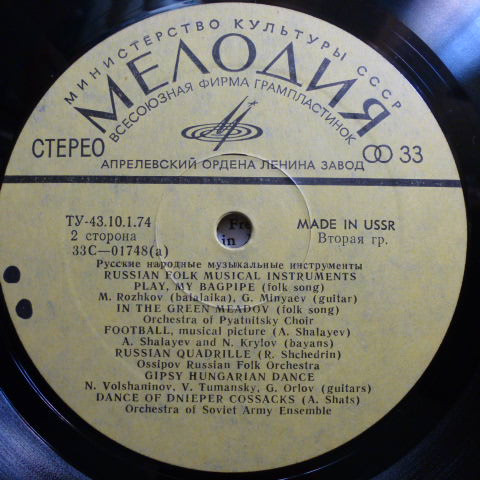 МИНИСТЕРСТВО КУЛЬТУРЫ СССР
МЕЛОДИЯ
ВСЕСОЮЗНАЯ ФИРМА ГРАМПЛАСТИНОК
СТЕРЕО
33
АПРЕЛЕВСКИЙ ОРДЕНА ЛЕНИНА ЗАВОД
ТУ-43.10.1.74
MADE IN USSR
2 сторона
Вторая гр.
33С—01748(а)
Русские народные музыкальные инструменты
RUSSIAN FOLK MUSICAL INSTRUMENTS
PLAY, MY BAGPIPE (folk song)
M. Rozhkov (balalaika), G. Minyaev (guitar)
IN THE GREEN MEADOV (folk song)
Orchestra of Pyatnitsky Choir
FOOTBALL, musical picture (A. Shalayev)
A. Shalayev and N. Krylov (bayans)
RUSSIAN QUADRILLE (R. Shchedrin)
Ossipov Russian Folk Orchestra
GIPSY HUNGARIAN DANCE
N. Volshaninov, V. Tumansky, G. Orlov (guitars)
DANCE OF DNIEPER COSSACKS (A. Shats)
Orchestra of Soviet Army Ensemble